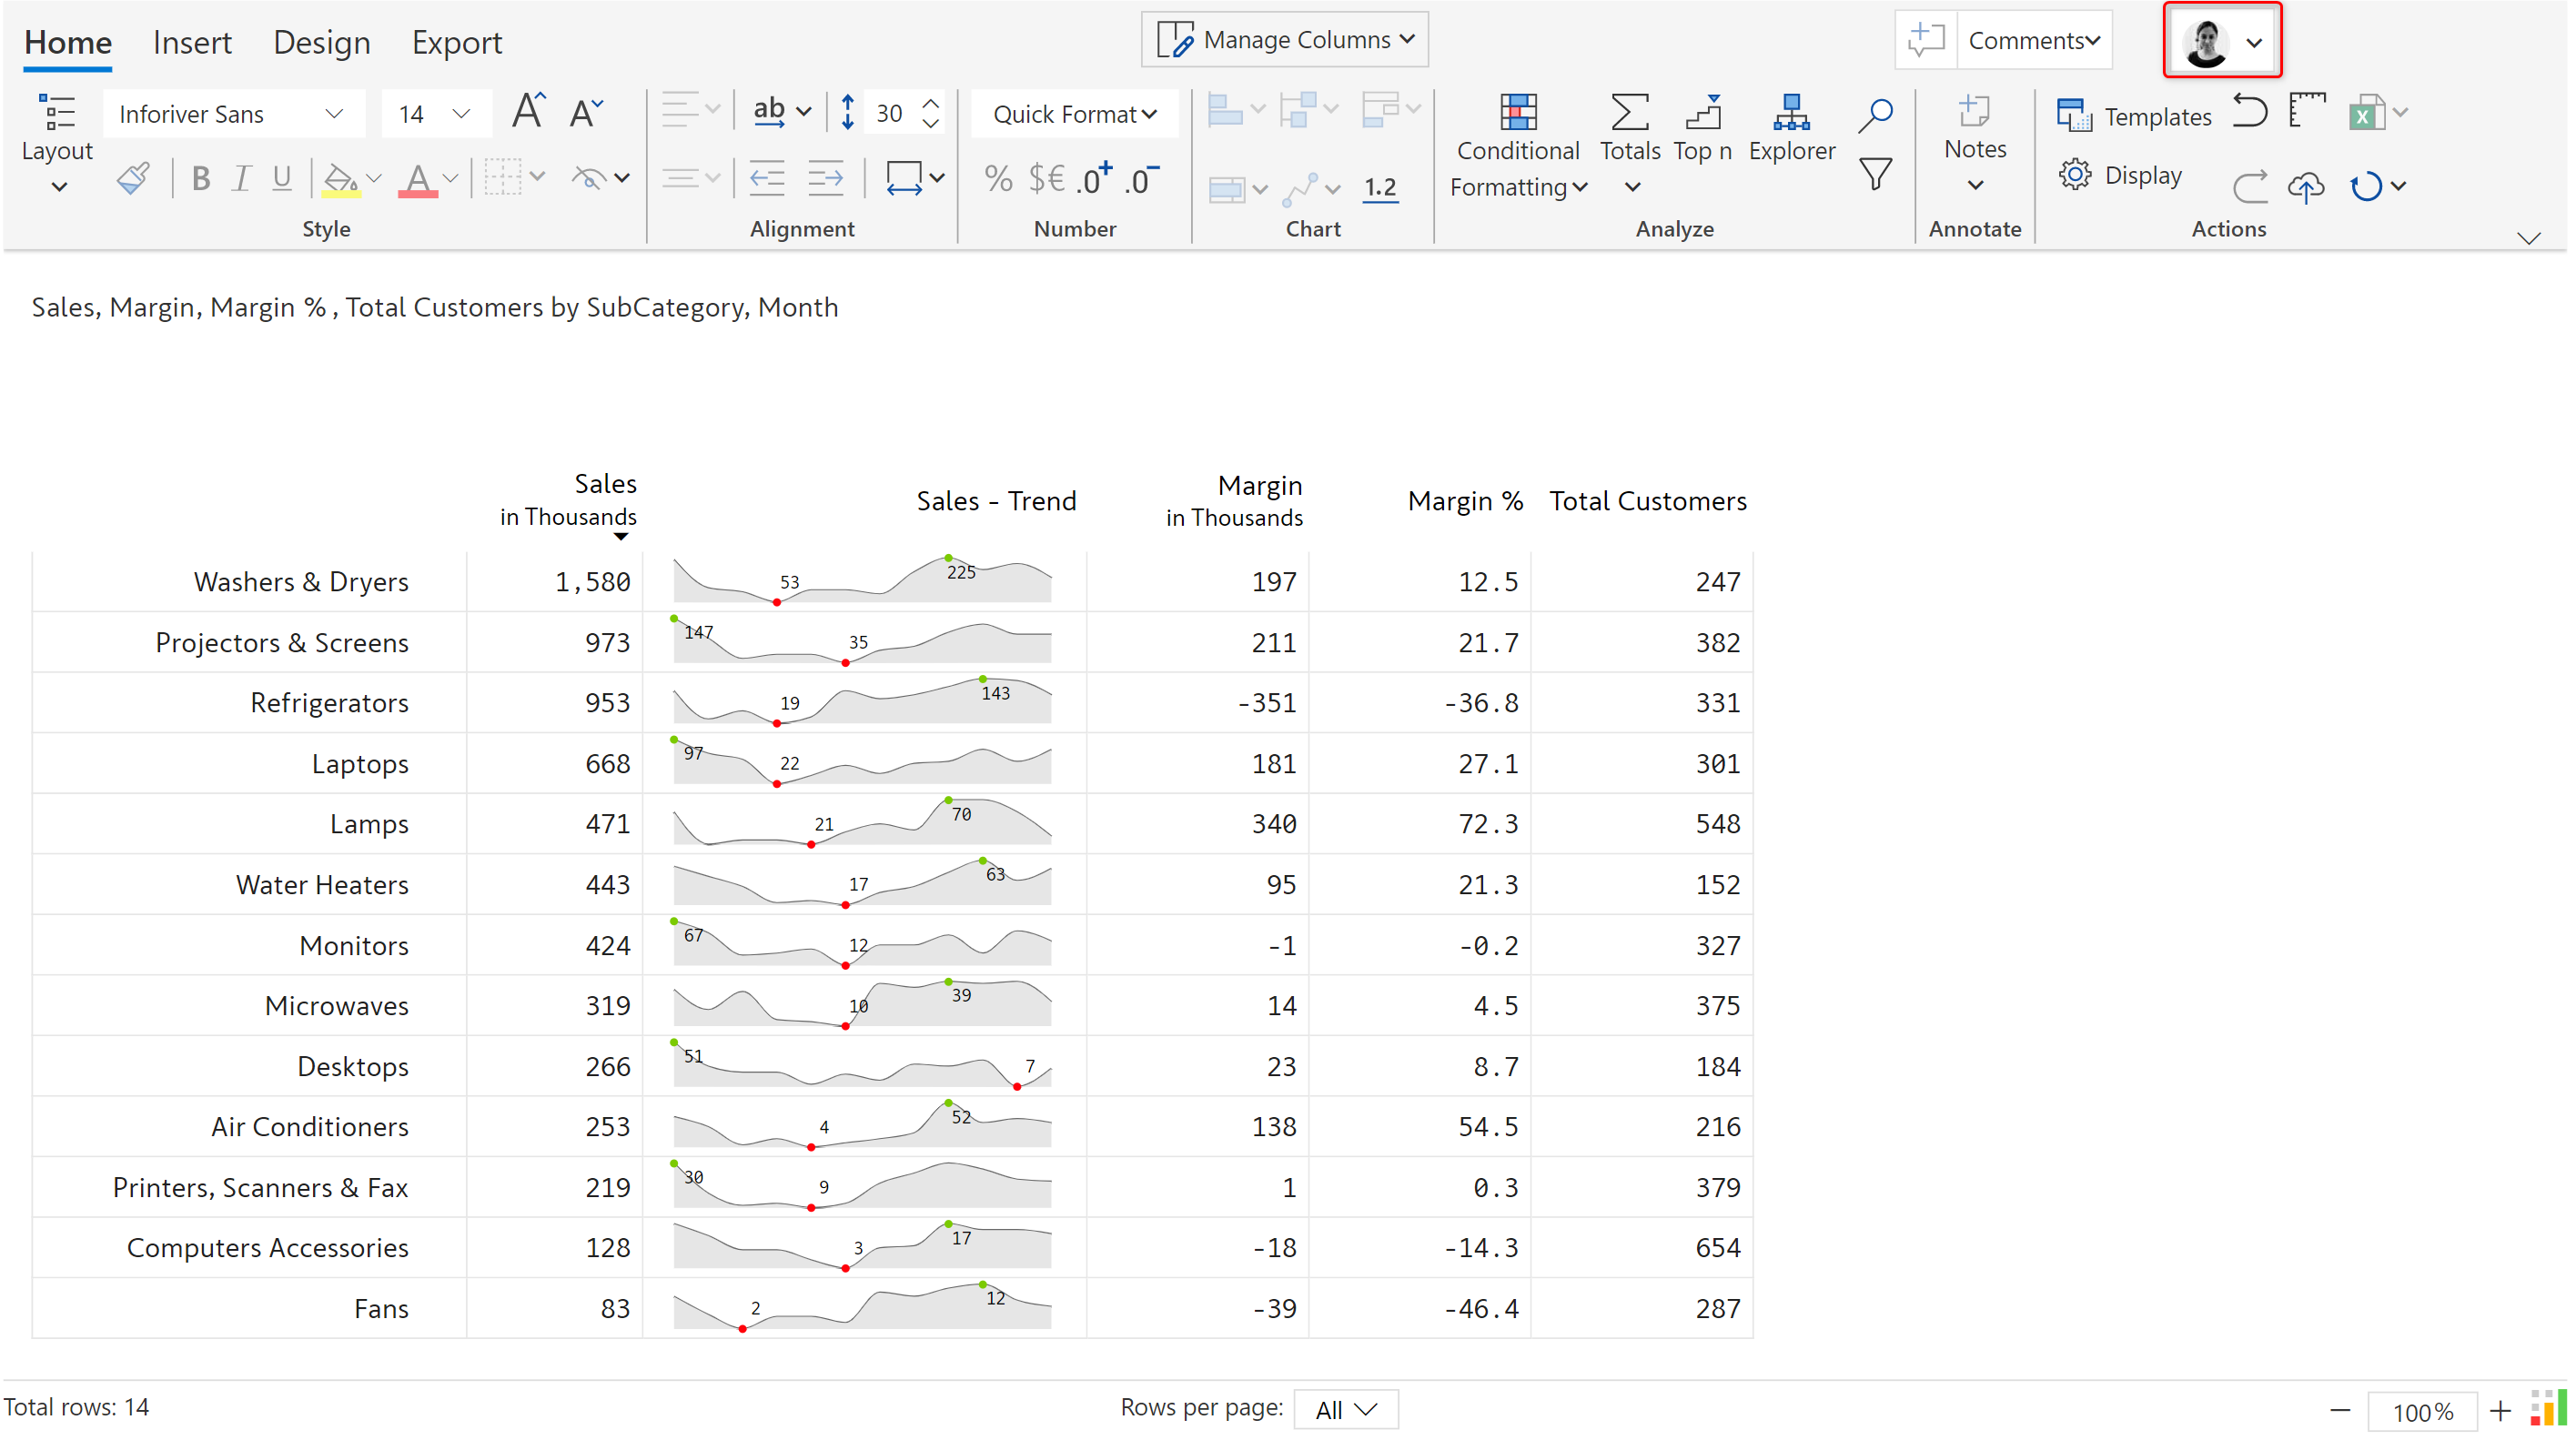 Home Insert Design Export Manage Columns Comments
Layout Inforiver Sans 14 A A ab 30 Quick Format Conditional Formatting Totals Top n Explorer Notes Templates
B I U A % $€ .0+ .0− 1.2 Display
Style Alignment Number Chart Analyze Annotate Actions
Sales, Margin, Margin % , Total Customers by SubCategory, Month
Sales in Thousands Sales - Trend Margin in Thousands Margin % Total Customers
Washers & Dryers 1,580 53 225 197 12.5 247
Projectors & Screens 973 147 35 211 21.7 382
Refrigerators 953 19 143 -351 -36.8 331
Laptops 668 97 22 181 27.1 301
Lamps 471 21 70 340 72.3 548
Water Heaters 443 17 63 95 21.3 152
Monitors 424 67 12 -1 -0.2 327
Microwaves 319 10 39 14 4.5 375
Desktops 266 51 7 23 8.7 184
Air Conditioners 253 4 52 138 54.5 216
Printers, Scanners & Fax 219 30 9 1 0.3 379
Computers Accessories 128 3 17 -18 -14.3 654
Fans 83 2 12 -39 -46.4 287
Total rows: 14 Rows per page: All − 100% +